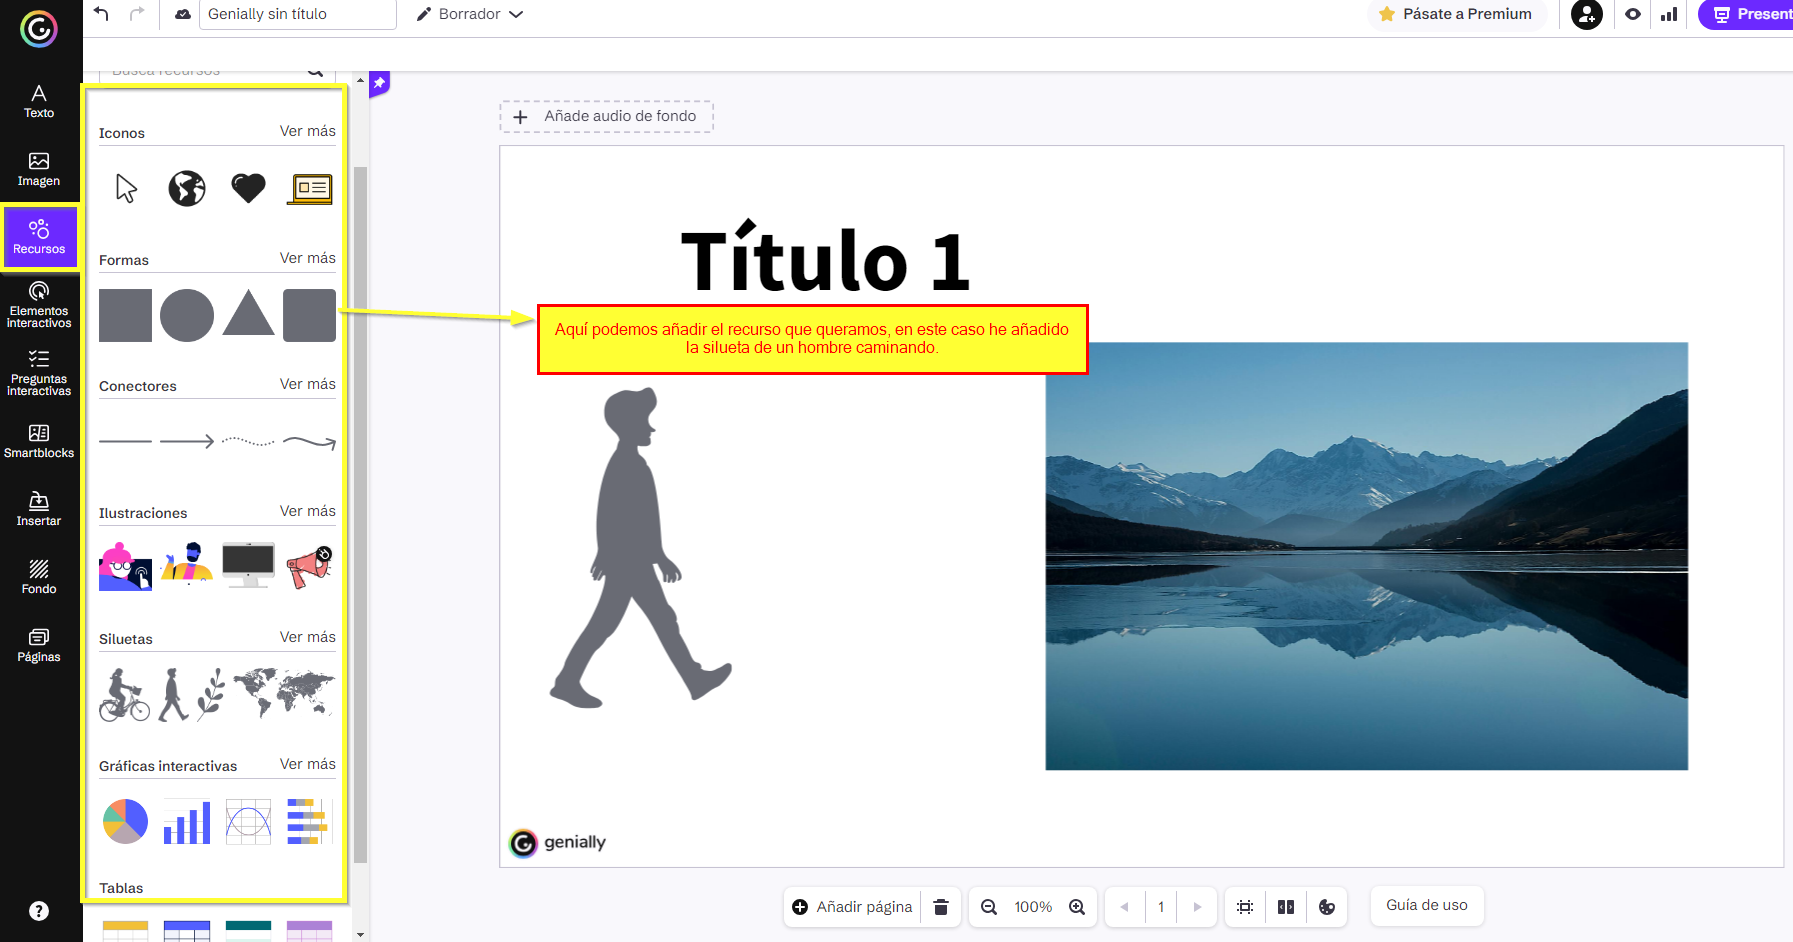 Genially sin título
Borrador
Pásate a Premium
Present
Busca recursos
Texto
Imagen
Recursos
Elementos
interactivos
Preguntas
interactivas
Smartblocks
Insertar
Fondo
Páginas
?
Iconos Ver más
Formas Ver más
Conectores Ver más
Ilustraciones Ver más
Siluetas Ver más
Gráficas interactivas Ver más
Tablas
+ Añade audio de fondo
Título 1
Aquí podemos añadir el recurso que queramos, en este caso he añadido
la silueta de un hombre caminando.
genially
Añadir página
100%
1
Guía de uso